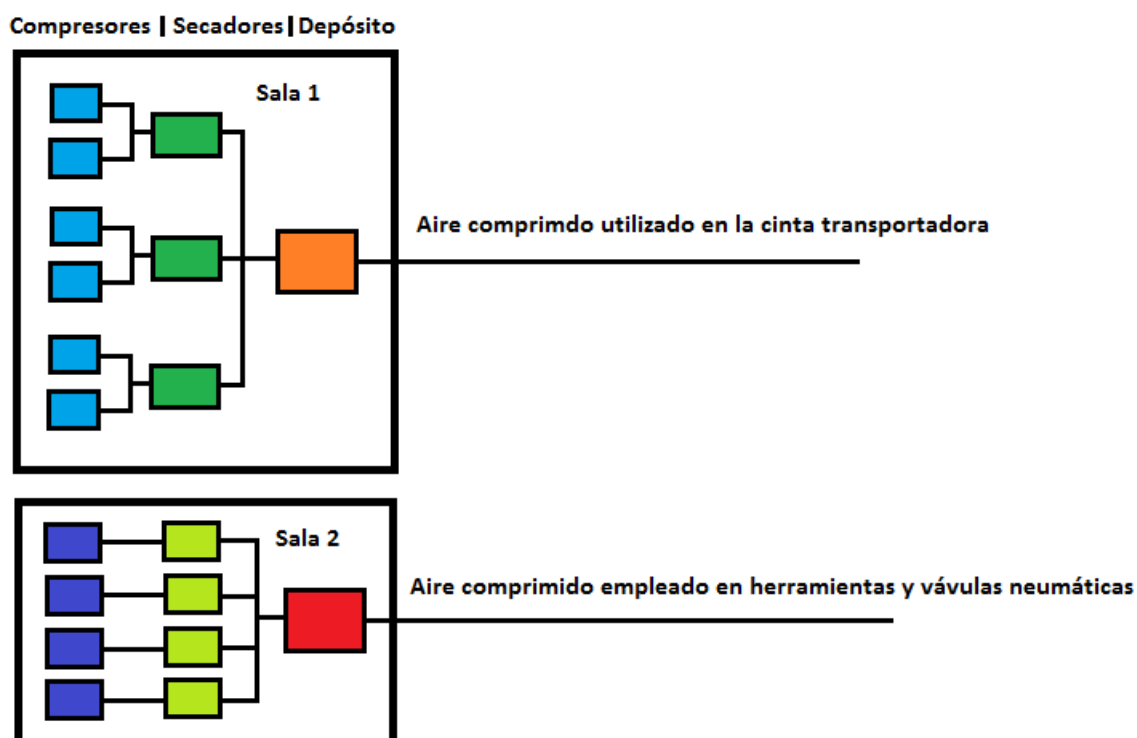 Compresores | Secadores | Depósito
Sala 1
Aire comprimdo utilizado en la cinta transportadora
Sala 2
Aire comprimido empleado en herramientas y vávulas neumáticas